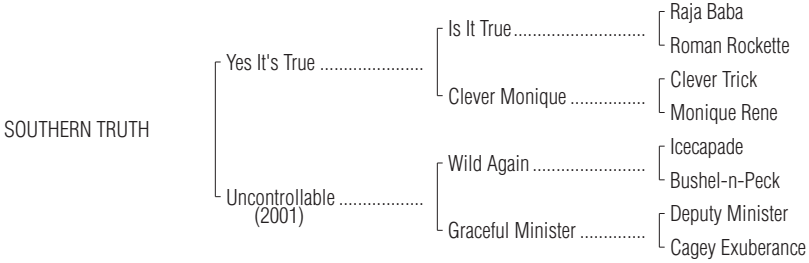 SOUTHERN TRUTH
Yes It's True ......................
Uncontrollable ..................
(2001)
Is It True............................
Clever Monique ................
Wild Again ........................
Graceful Minister ..............
Raja Baba
Roman Rockette
Clever Trick
Monique Rene
Icecapade
Bushel-n-Peck
Deputy Minister
Cagey Exuberance